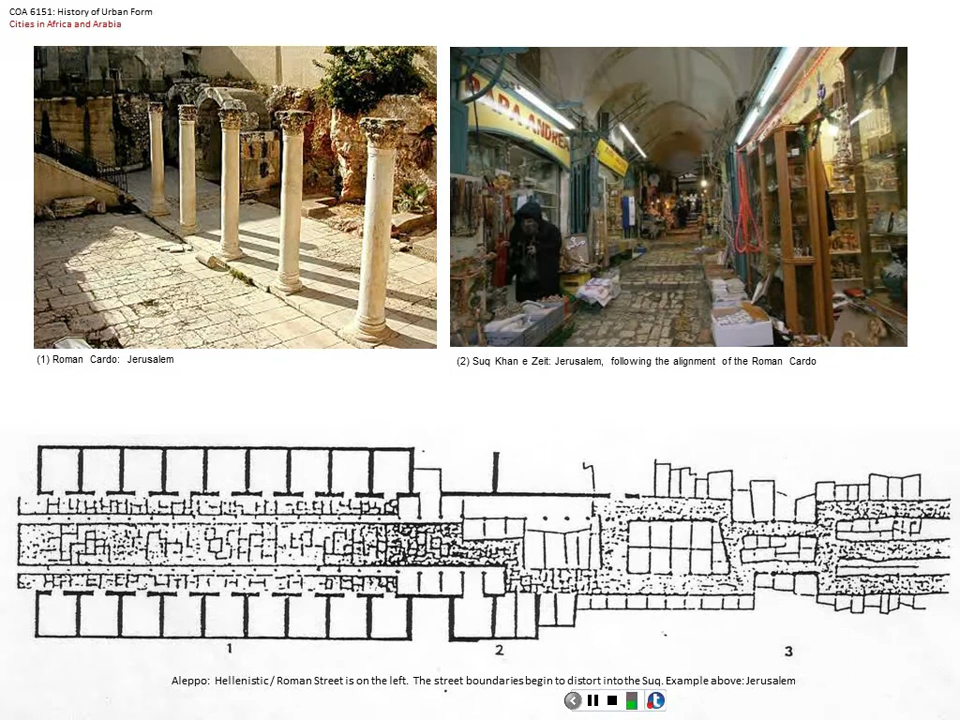 COA 6151: History of Urban Form
Cities in Africa and Arabia
PAPA ANDREA
(1) Roman Cardo: Jerusalem
(2) Suq Khan e Zeit: Jerusalem, following the alignment of the Roman Cardo
1
2
3
Aleppo: Hellenistic / Roman Street is on the left. The street boundaries begin to distort into the Suq. Example above: Jerusalem